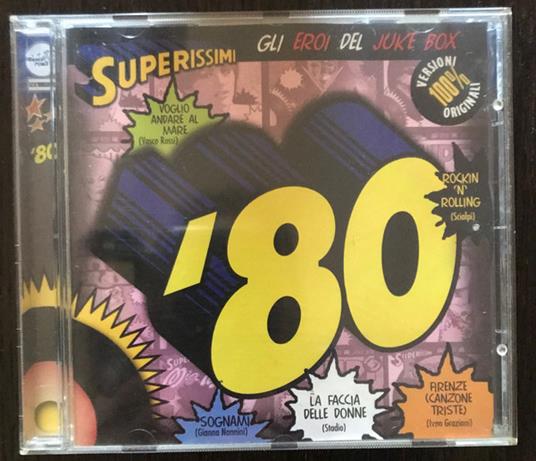 SUPERISSIMI
GLI EROI DEL JUKE BOX
VERSIONI
100%
ORIGINALI
VOGLIO
ANDARE AL
MARE
(Vasco Rossi)
'80
ROCKIN
'N'
ROLLING
(Scialpi)
'80
SOGNAMI
(Gianna Nannini)
LA FACCIA
DELLE DONNE
(Stadio)
FIRENZE
(CANZONE
TRISTE)
(Ivan Graziani)